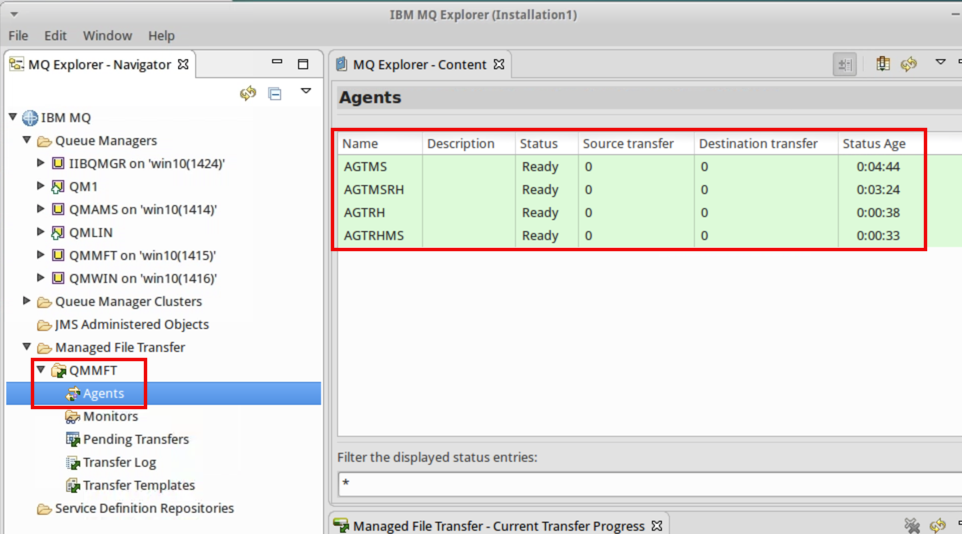 IBM MQ Explorer (Installation1)
File Edit Window Help
MQ Explorer - Navigator
IBM MQ
Queue Managers
IIBQMGR on 'win10(1424)'
QM1
QMAMS on 'win10(1414)'
QMLIN
QMMFT on 'win10(1415)'
QMWIN on 'win10(1416)'
Queue Manager Clusters
JMS Administered Objects
Managed File Transfer
QMMFT
Agents
Monitors
Pending Transfers
Transfer Log
Transfer Templates
Service Definition Repositories
MQ Explorer - Content
Agents
Name Description Status Source transfer Destination transfer Status Age
AGTMS Ready 0 0 0:04:44
AGTMSRH Ready 0 0 0:03:24
AGTRH Ready 0 0 0:00:38
AGTRHMS Ready 0 0 0:00:33
Filter the displayed status entries:
*
Managed File Transfer - Current Transfer Progress